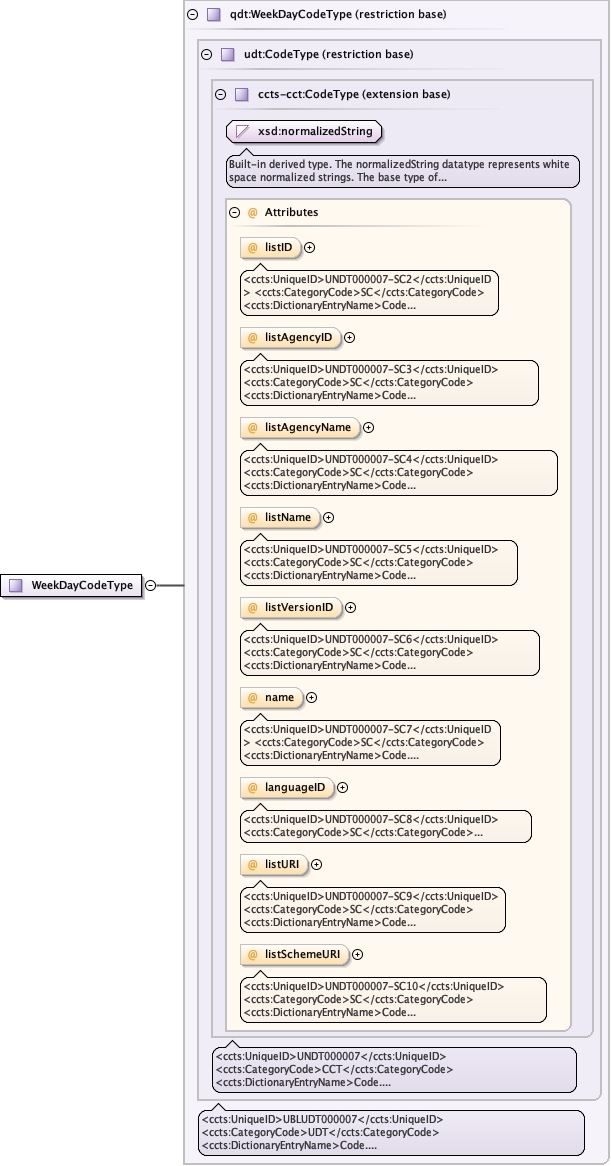 qdt:WeekDayCodeType (restriction base)
udt:CodeType (restriction base)
ccts-cct:CodeType (extension base)
xsd:normalizedString
Built-in derived type. The normalizedString datatype represents white
space normalized strings. The base type of...
@ Attributes
@ listID
<ccts:UniqueID>UNDT000007-SC2</ccts:UniqueID
> <ccts:CategoryCode>SC</ccts:CategoryCode>
<ccts:DictionaryEntryName>Code...
@ listAgencyID
<ccts:UniqueID>UNDT000007-SC3</ccts:UniqueID>
<ccts:CategoryCode>SC</ccts:CategoryCode>
<ccts:DictionaryEntryName>Code...
@ listAgencyName
<ccts:UniqueID>UNDT000007-SC4</ccts:UniqueID>
<ccts:CategoryCode>SC</ccts:CategoryCode>
<ccts:DictionaryEntryName>Code...
@ listName
<ccts:UniqueID>UNDT000007-SC5</ccts:UniqueID>
<ccts:CategoryCode>SC</ccts:CategoryCode>
<ccts:DictionaryEntryName>Code...
WeekDayCodeType
@ listVersionID
<ccts:UniqueID>UNDT000007-SC6</ccts:UniqueID>
<ccts:CategoryCode>SC</ccts:CategoryCode>
<ccts:DictionaryEntryName>Code...
@ name
<ccts:UniqueID>UNDT000007-SC7</ccts:UniqueID
> <ccts:CategoryCode>SC</ccts:CategoryCode>
<ccts:DictionaryEntryName>Code....
@ languageID
<ccts:UniqueID>UNDT000007-SC8</ccts:UniqueID>
<ccts:CategoryCode>SC</ccts:CategoryCode>...
@ listURI
<ccts:UniqueID>UNDT000007-SC9</ccts:UniqueID>
<ccts:CategoryCode>SC</ccts:CategoryCode>
<ccts:DictionaryEntryName>Code...
@ listSchemeURI
<ccts:UniqueID>UNDT000007-SC10</ccts:UniqueID>
<ccts:CategoryCode>SC</ccts:CategoryCode>
<ccts:DictionaryEntryName>Code...
<ccts:UniqueID>UNDT000007</ccts:UniqueID>
<ccts:CategoryCode>CCT</ccts:CategoryCode>
<ccts:DictionaryEntryName>Code....
<ccts:UniqueID>UBLUDT000007</ccts:UniqueID>
<ccts:CategoryCode>UDT</ccts:CategoryCode>
<ccts:DictionaryEntryName>Code....